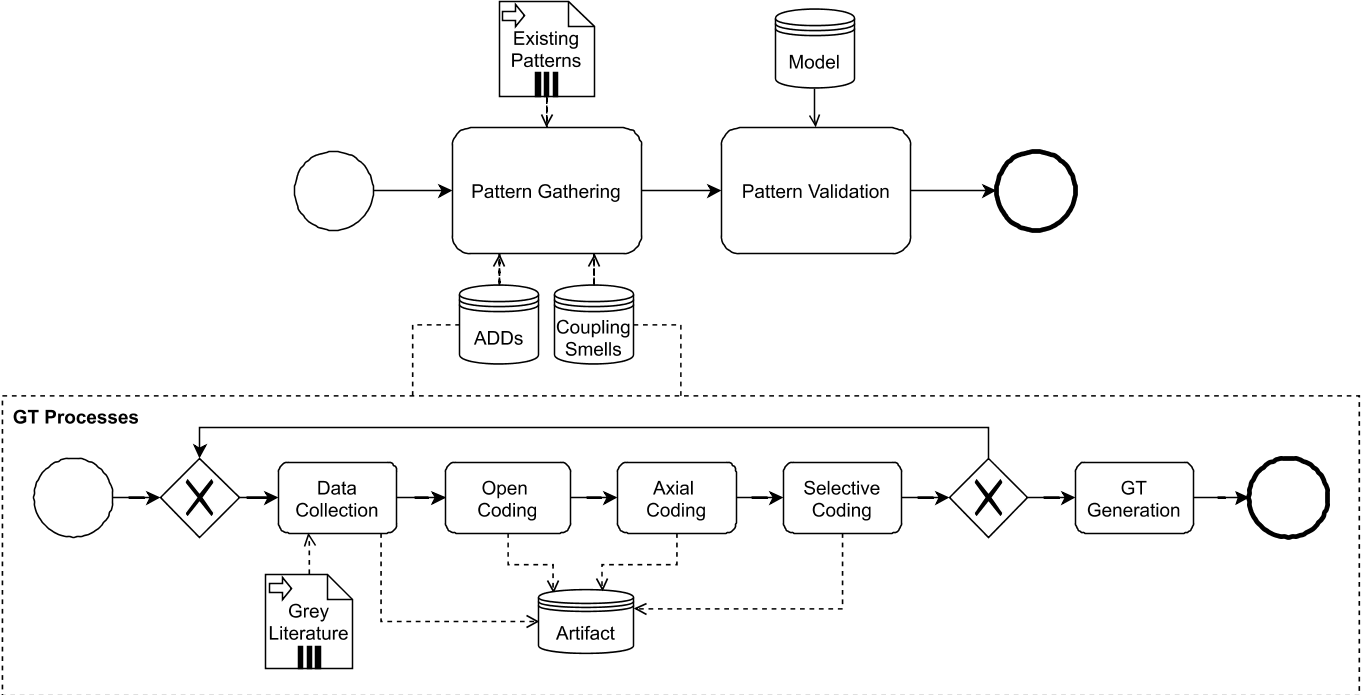 Existing
Patterns
Model
Pattern Gathering
Pattern Validation
ADDs
Coupling
Smells
GT Processes
Data
Collection
Open
Coding
Axial
Coding
Selective
Coding
GT
Generation
Grey
Literature
Artifact